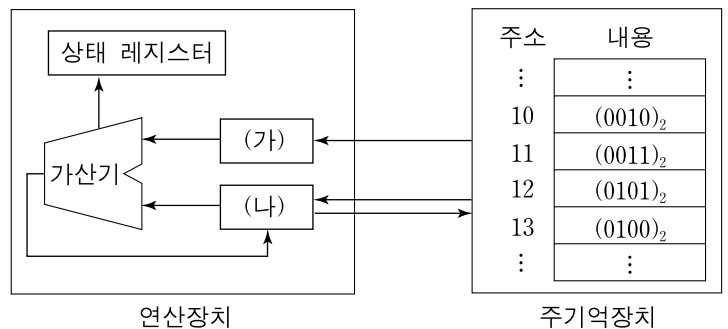 상태 레지스터
가산기
(가)
(나)
연산장치
주소 내용
⋮ ⋮
10 (0010)₂
11 (0011)₂
12 (0101)₂
13 (0100)₂
⋮ ⋮
주기억장치